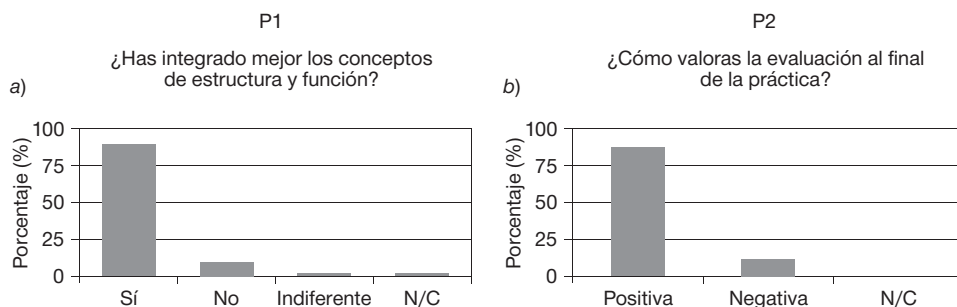 P1
¿Has integrado mejor los conceptos
de estructura y función?
a)
Porcentaje (%)
100
75
50
25
0
Sí
No
Indiferente
N/C
P2
¿Cómo valoras la evaluación al final
de la práctica?
b)
Porcentaje (%)
100
75
50
25
0
Positiva
Negativa
N/C